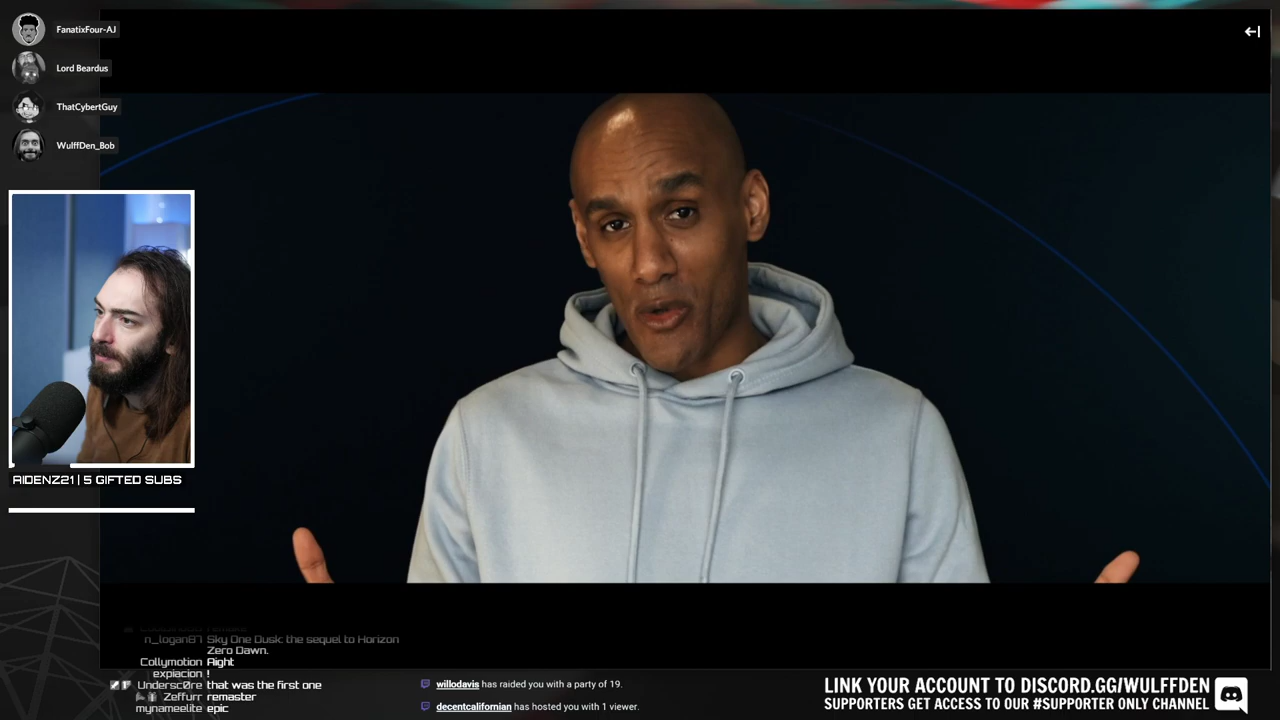 FanatixFour-AJ
Lord Beardus
ThatCybertGuy
WulffDen_Bob
AIDENZ21 | 5 GIFTED SUBS
n_logan87 Sky One Dusk: the sequel to Horizon
Zero Dawn.
Collymotion Aight
expiacion !
Undersc0re that was the first one
Zeffurr remaster
mynameelite epic
willodavis has raided you with a party of 19.
decentcalifornian has hosted you with 1 viewer.
LINK YOUR ACCOUNT TO DISCORD.GG/WULFFDEN
SUPPORTERS GET ACCESS TO OUR #SUPPORTER ONLY CHANNEL